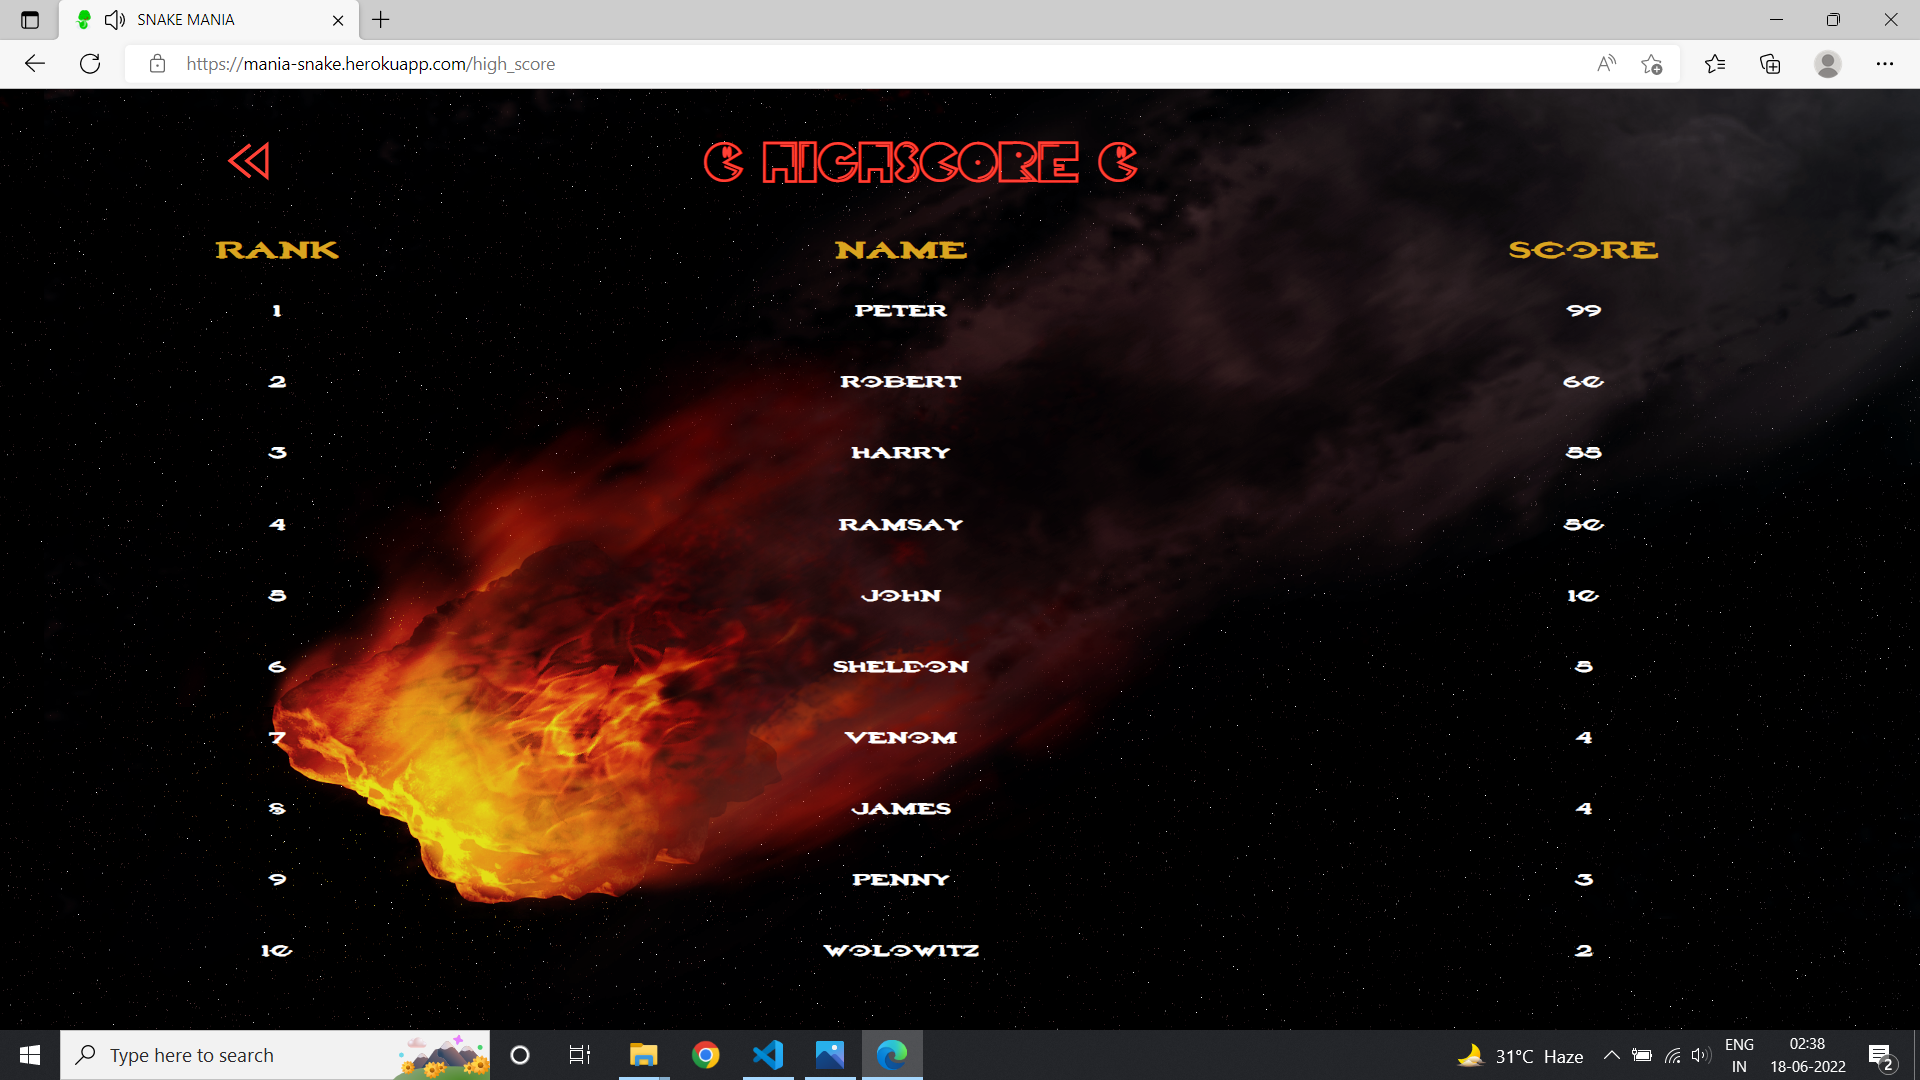 SNAKE MANIA
https://mania-snake.herokuapp.com/high_score
HIGHSCORE
RANK NAME SCORE
1 PETER 99
2 ROBERT 60
3 HARRY 55
4 RAMSAY 50
5 JOHN 10
6 SHELDON 5
7 VENOM 4
8 JAMES 4
9 PENNY 3
10 WOLOWITZ 2
Type here to search
31°C Haze
ENG
IN
02:38
18-06-2022
2